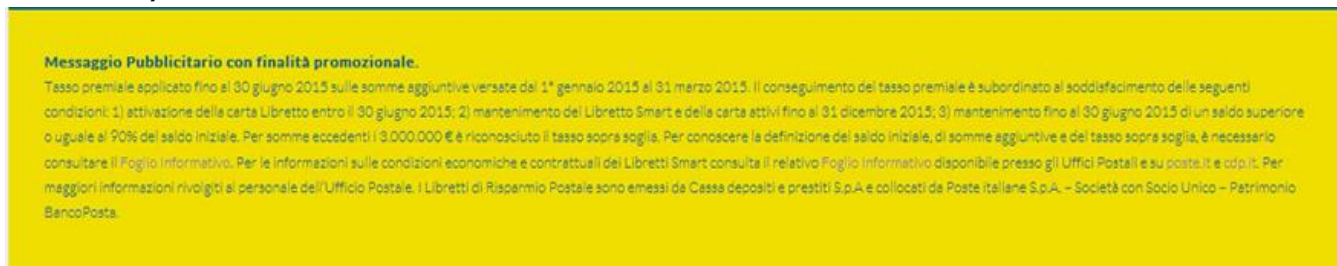 Messaggio Pubblicitario con finalità promozionale.
Tasso premiale applicato fino al 30 giugno 2015 sulle somme aggiuntive versate dal 1° gennaio 2015 al 31 marzo 2015. Il conseguimento del tasso premiale è subordinato al soddisfacimento delle seguenti
condizioni: 1) attivazione della carta Libretto entro il 30 giugno 2015; 2) mantenimento del Libretto Smart e della carta attivi fino al 31 dicembre 2015; 3) mantenimento fino al 30 giugno 2015 di un saldo superiore
o uguale al 90% del saldo iniziale. Per somme eccedenti i 3.000.000 € è riconosciuto il tasso sopra soglia. Per conoscere la definizione del saldo iniziale, di somme aggiuntive e del tasso sopra soglia, è necessario
consultare il Foglio Informativo. Per le informazioni sulle condizioni economiche e contrattuali dei Libretti Smart consulta il relativo Foglio Informativo disponibile presso gli Uffici Postali e su poste.it e cdp.it. Per
maggiori informazioni rivolgiti al personale dell'Ufficio Postale. I Libretti di Risparmio Postale sono emessi da Cassa depositi e prestiti S.p.A e collocati da Poste italiane S.p.A. – Società con Socio Unico – Patrimonio
BancoPosta.